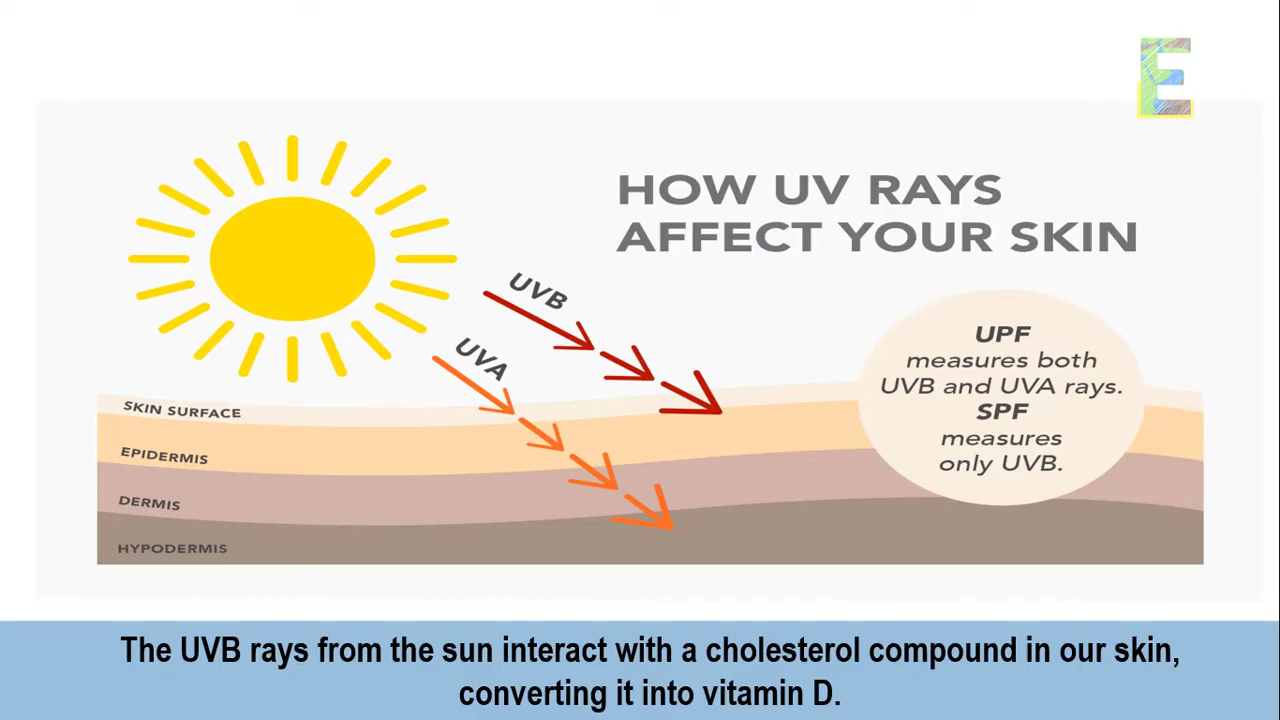 E
HOW UV RAYS
AFFECT YOUR SKIN
UVB
UVA
UPF
measures both
UVB and UVA rays.
SPF
measures
only UVB.
SKIN SURFACE
EPIDERMIS
DERMIS
HYPODERMIS
The UVB rays from the sun interact with a cholesterol compound in our skin,
converting it into vitamin D.